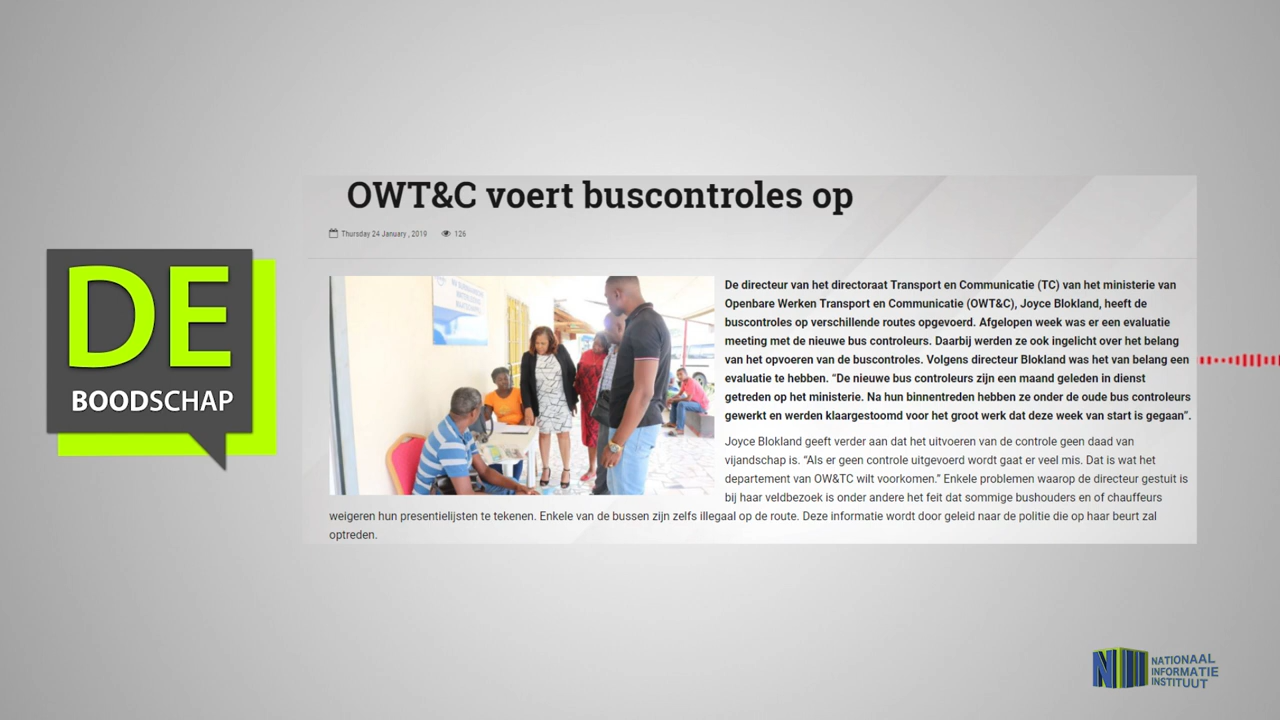 OWT&C voert buscontroles op
Thursday 24 January , 2019 126
De directeur van het directoraat Transport en Communicatie (TC) van het ministerie van
Openbare Werken Transport en Communicatie (OWT&C), Joyce Blokland, heeft de
buscontroles op verschillende routes opgevoerd. Afgelopen week was er een evaluatie
meeting met de nieuwe bus controleurs. Daarbij werden ze ook ingelicht over het belang
van het opvoeren van de buscontroles. Volgens directeur Blokland was het van belang een
evaluatie te hebben. “De nieuwe bus controleurs zijn een maand geleden in dienst
getreden op het ministerie. Na hun binnentreden hebben ze onder de oude bus controleurs
gewerkt en werden klaargestoomd voor het groot werk dat deze week van start is gegaan”.
Joyce Blokland geeft verder aan dat het uitvoeren van de controle geen daad van
vijandschap is. “Als er geen controle uitgevoerd wordt gaat er veel mis. Dat is wat het
departement van OW&TC wilt voorkomen.” Enkele problemen waarop de directeur gestuit is
bij haar veldbezoek is onder andere het feit dat sommige bushouders en of chauffeurs
weigeren hun presentielijsten te tekenen. Enkele van de bussen zijn zelfs illegaal op de route. Deze informatie wordt door geleid naar de politie die op haar beurt zal
optreden.
DE
BOODSCHAP
NII
NATIONAAL
INFORMATIE
INSTITUUT